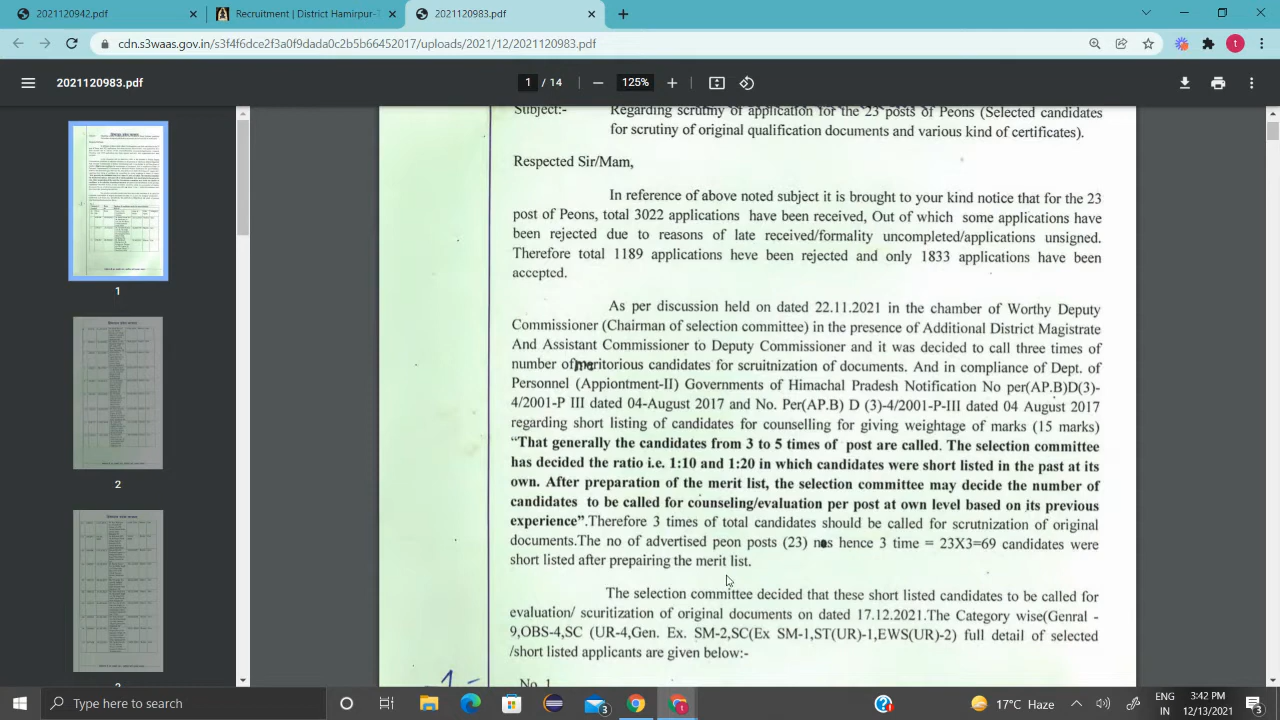 2021120942.pdf
Recruitment | District Hamirpur-
2021120983.pdf
cdn.s3waas.gov.in/s3f4f6dce2f3a0f9dada0c2b5b66452017/uploads/2021/12/2021120983.pdf
2021120983.pdf
1 / 14
125%
Subject:- Regarding scrutiny of application for the 23 posts of Peons (Selected candidates
for scrutiny of original qualification documents and various kind of certificates).
Respected Sir/Mam,
In reference of above noted subject it is brought to your kind notice that for the 23
post of Peons, total 3022 applications have been received, Out of which some applications have
been rejected due to reasons of late received/formality uncompleted/applications unsigned.
Therefore total 1189 applications heve been rejected and only 1833 applications have been
accepted.
As per discussion held on dated 22.11.2021 in the chamber of Worthy Deputy
Commissioner (Chairman of selection committee) in the presence of Additional District Magistrate
And Assistant Commissioner to Deputy Commissioner and it was decided to call three times of
number of meritorious candidates for scruitnization of documents. And in compliance of Dept. of
Personnel (Appiontment-II) Governments of Himachal Pradesh Notification No per(AP.B)D(3)-
4/2001-P III dated 04-August 2017 and No. Per(AP.B) D (3)-4/2001-P-III dated 04 August 2017
regarding short listing of candidates for counselling for giving weightage of marks (15 marks)
“That generally the candidates from 3 to 5 times of post are called. The selection committee
has decided the ratio i.e. 1:10 and 1:20 in which candidates were short listed in the past at its
own. After preparation of the merit list, the selection committee may decide the number of
candidates to be called for counseling/evaluation per post at own level based on its previous
experience”.Therefore 3 times of total candidates should be called for scrutnization of original
documents.The no of advertised peon posts (23) nos hence 3 time = 23X3=69 candidates were
shortlisted after prepairing the merit list.
The selection committee decided that these short listed candidates to be called for
evaluation/ scuritization of original documents on dated 17.12.2021.The Category wise(Genral -
9,OBC-4,SC (UR-4,Gen. Ex. SM-2,SC(Ex SM-1,ST(UR)-1,EWS(UR)-2) full detail of selected
/short listed applicants are given below:-
-1-
No. 1
1
2
Type here to search
3
17°C Haze
ENG
IN
3:42 PM
12/13/2021
3